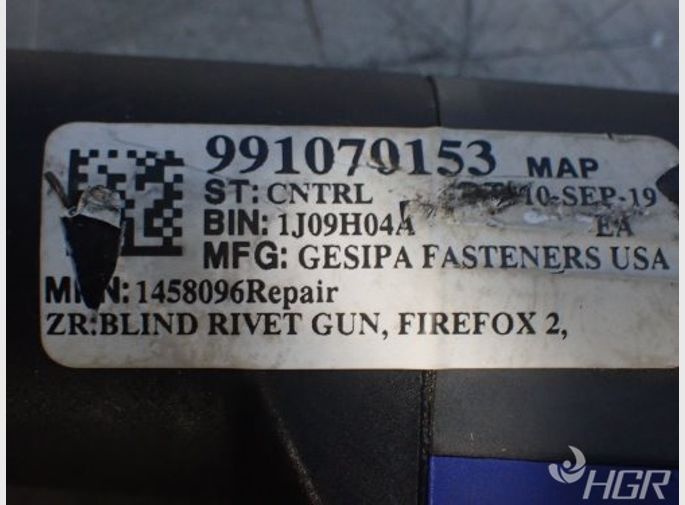 991070153 MAP
ST: CNTRL 10-SEP-19
BIN: 1J09H04A EA
MFG: GESIPA FASTENERS USA
1458096Repair
ZR:BLIND RIVET GUN, FIREFOX 2,
HGR